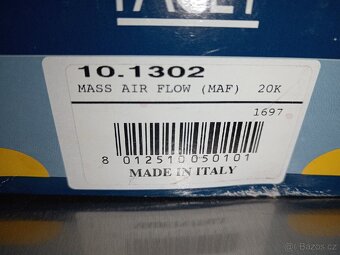 10.1302
MASS AIR FLOW (MAF) 20K
1697
8 012510 050101
MADE IN ITALY
© Bazos.cz